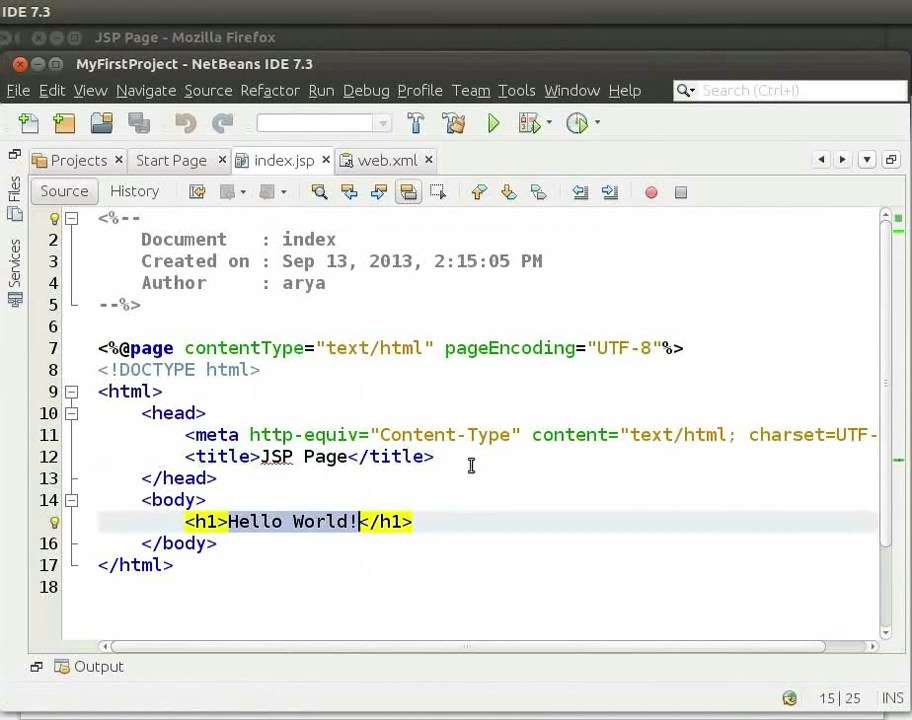 IDE 7.3
JSP Page - Mozilla Firefox
MyFirstProject - NetBeans IDE 7.3
File Edit View Navigate Source Refactor Run Debug Profile Team Tools Window Help Search (Ctrl+I)
Projects Start Page index.jsp web.xml
Files
Services
Source History
<%--
2 Document : index
3 Created on : Sep 13, 2013, 2:15:05 PM
4 Author : arya
5 --%>
6
7 <%@page contentType="text/html" pageEncoding="UTF-8"%>
8 <!DOCTYPE html>
9 <html>
10 <head>
11 <meta http-equiv="Content-Type" content="text/html; charset=UTF-
12 <title>JSP Page</title>
13 </head>
14 <body>
<h1>Hello World!</h1>
16 </body>
17 </html>
18
Output
15|25 INS